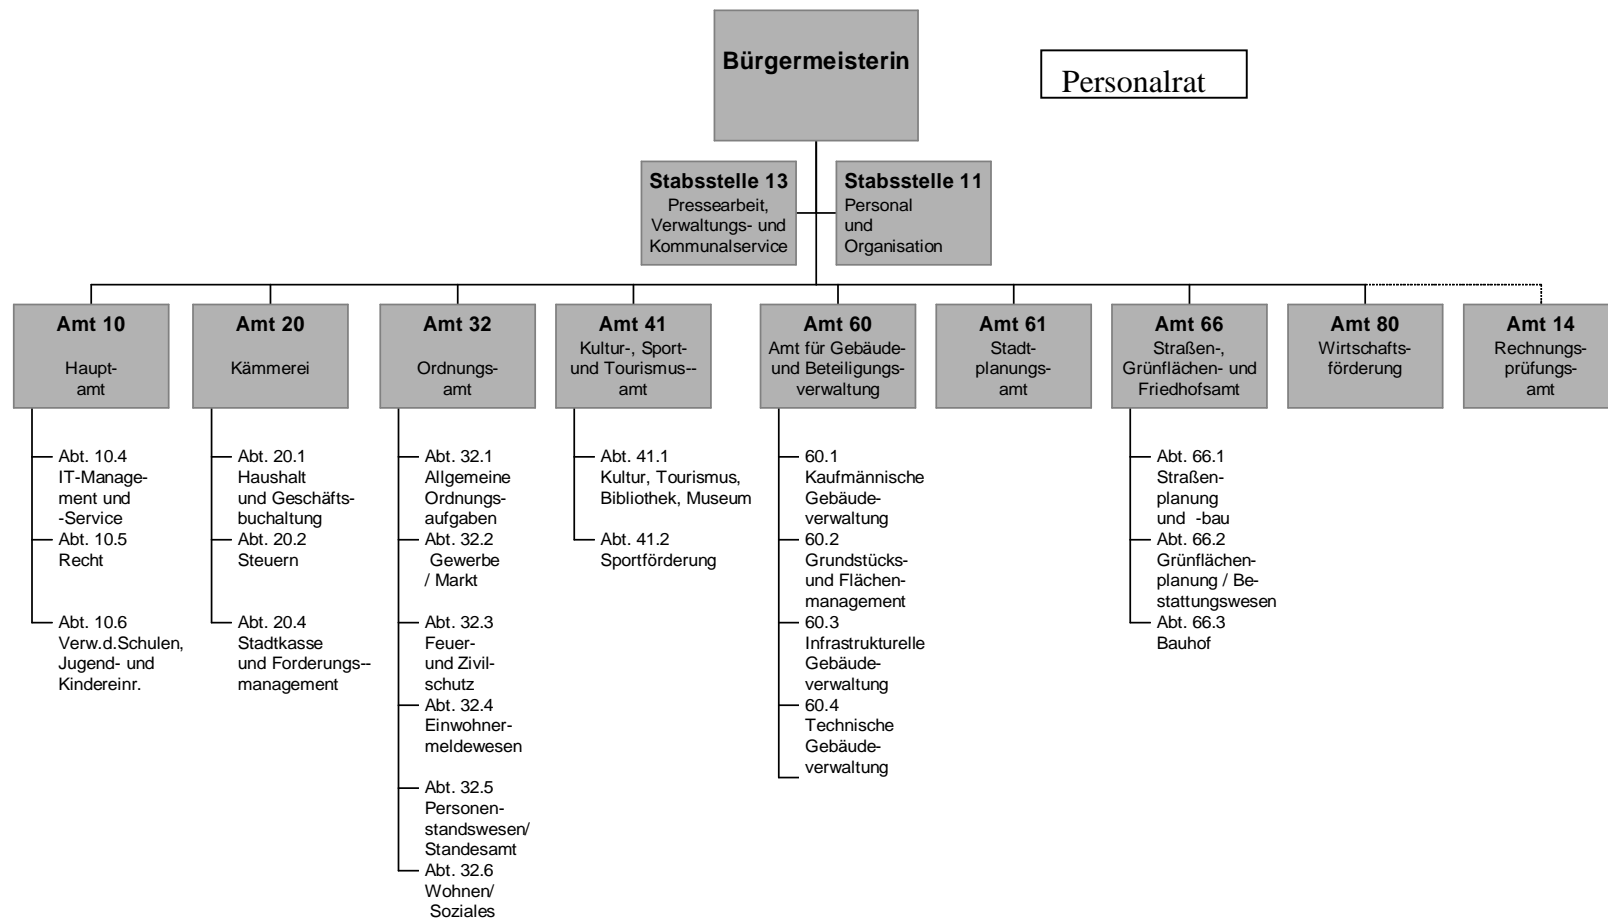 Bürgermeisterin
Personalrat
Stabsstelle 13
Pressearbeit,
Verwaltungs- und
Kommunalservice
Stabsstelle 11
Personal
und
Organisation
Amt 10
Haupt-
amt
Amt 20
Kämmerei
Amt 32
Ordnungs-
amt
Amt 41
Kultur-, Sport-
und Tourismus--
amt
Amt 60
Amt für Gebäude-
und Beteiligungs-
verwaltung
Amt 61
Stadt-
planungs-
amt
Amt 66
Straßen-,
Grünflächen- und
Friedhofsamt
Amt 80
Wirtschafts-
förderung
Amt 14
Rechnungs-
prüfungs-
amt
Abt. 10.4
IT-Manage-
ment und
-Service
Abt. 10.5
Recht
Abt. 10.6
Verw.d.Schulen,
Jugend- und
Kindereinr.
Abt. 20.1
Haushalt
und Geschäfts-
buchaltung
Abt. 20.2
Steuern
Abt. 20.4
Stadtkasse
und Forderungs--
management
Abt. 32.1
Allgemeine
Ordnungs-
aufgaben
Abt. 32.2
Gewerbe
/ Markt
Abt. 32.3
Feuer-
und Zivil-
schutz
Abt. 32.4
Einwohner-
meldewesen
Abt. 32.5
Personen-
standswesen/
Standesamt
Abt. 32.6
Wohnen/
Soziales
Abt. 41.1
Kultur, Tourismus,
Bibliothek, Museum
Abt. 41.2
Sportförderung
60.1
Kaufmännische
Gebäude-
verwaltung
60.2
Grundstücks-
und Flächen-
management
60.3
Infrastrukturelle
Gebäude-
verwaltung
60.4
Technische
Gebäude-
verwaltung
Abt. 66.1
Straßen-
planung
und -bau
Abt. 66.2
Grünflächen-
planung / Be-
stattungswesen
Abt. 66.3
Bauhof